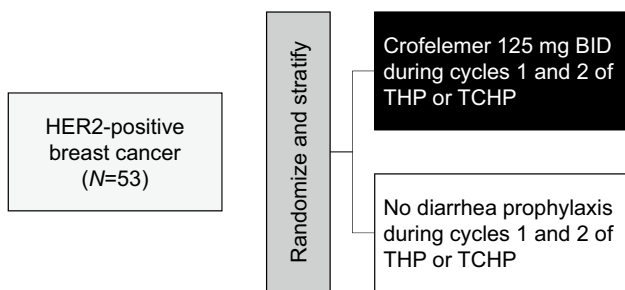 HER2-positive
breast cancer
(N=53)
Randomize and stratify
Crofelemer 125 mg BID
during cycles 1 and 2 of
THP or TCHP
No diarrhea prophylaxis
during cycles 1 and 2 of
THP or TCHP